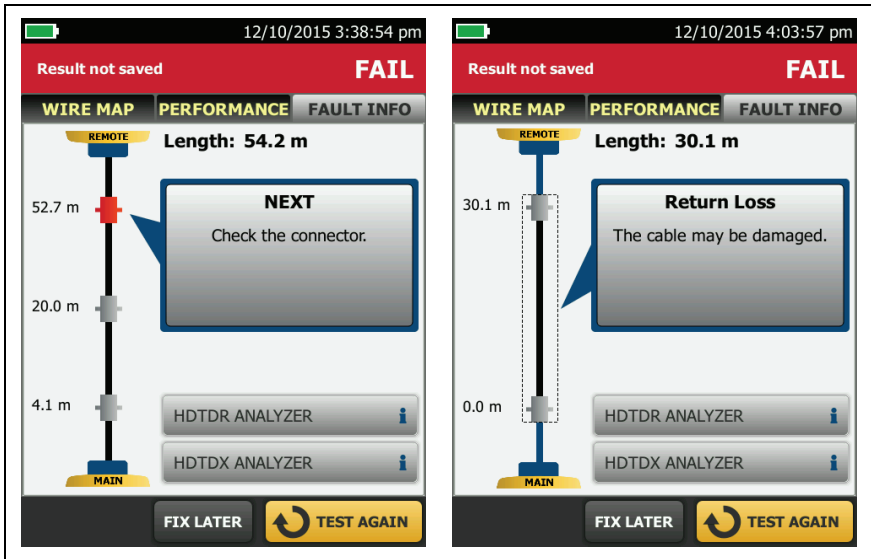 12/10/2015 3:38:54 pm
Result not saved FAIL
WIRE MAP PERFORMANCE FAULT INFO
REMOTE
Length: 54.2 m
52.7 m
NEXT
Check the connector.
20.0 m
4.1 m
HDTDR ANALYZER i
HDTDX ANALYZER i
MAIN
FIX LATER TEST AGAIN
12/10/2015 4:03:57 pm
Result not saved FAIL
WIRE MAP PERFORMANCE FAULT INFO
REMOTE
Length: 30.1 m
30.1 m
Return Loss
The cable may be damaged.
0.0 m
HDTDR ANALYZER i
HDTDX ANALYZER i
MAIN
FIX LATER TEST AGAIN